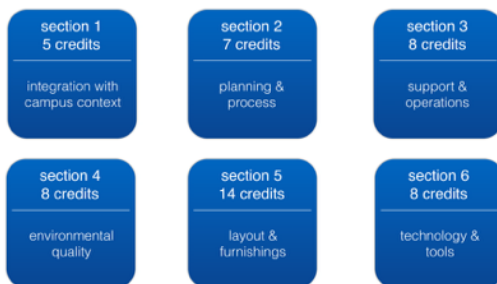 section 1
5 credits
integration with
campus context
section 2
7 credits
planning &
process
section 3
8 credits
support &
operations
section 4
8 credits
environmental
quality
section 5
14 credits
layout &
furnishings
section 6
8 credits
technology &
tools